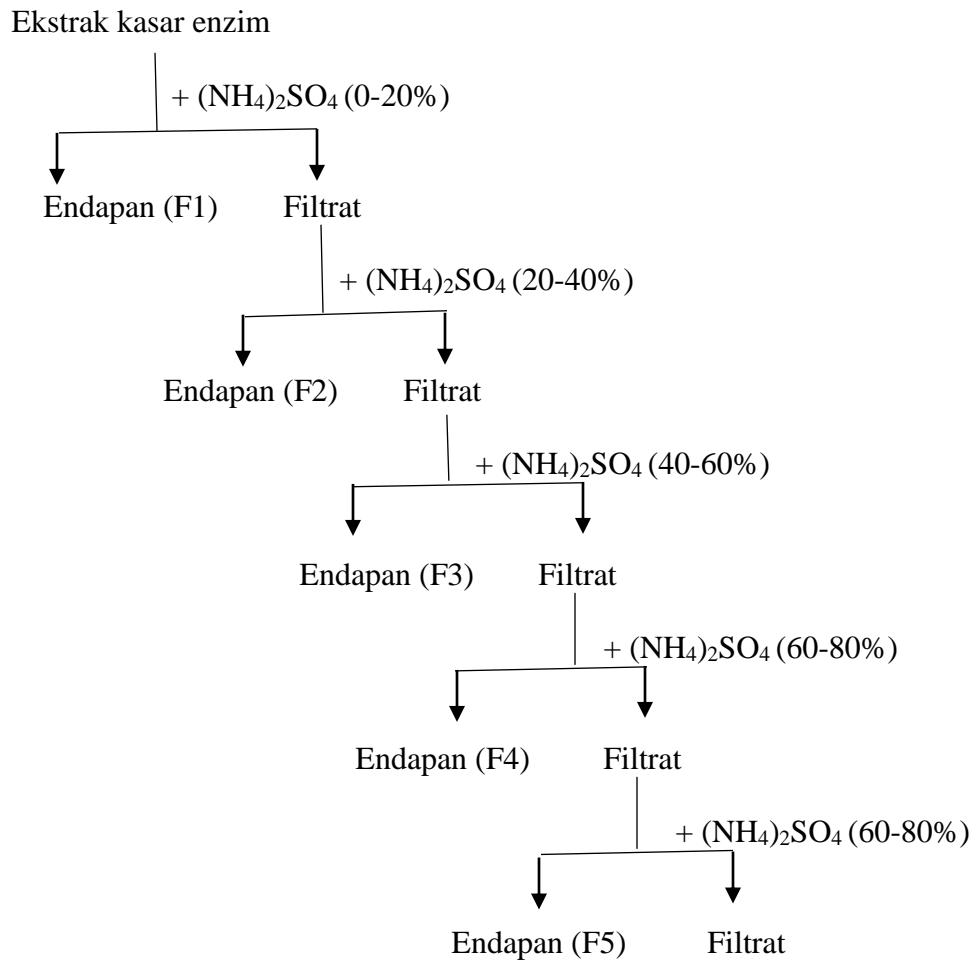 Ekstrak kasar enzim
+ (NH₄)₂SO₄ (0-20%)
Endapan (F1) Filtrat
+ (NH₄)₂SO₄ (20-40%)
Endapan (F2) Filtrat
+ (NH₄)₂SO₄ (40-60%)
Endapan (F3) Filtrat
+ (NH₄)₂SO₄ (60-80%)
Endapan (F4) Filtrat
+ (NH₄)₂SO₄ (60-80%)
Endapan (F5) Filtrat